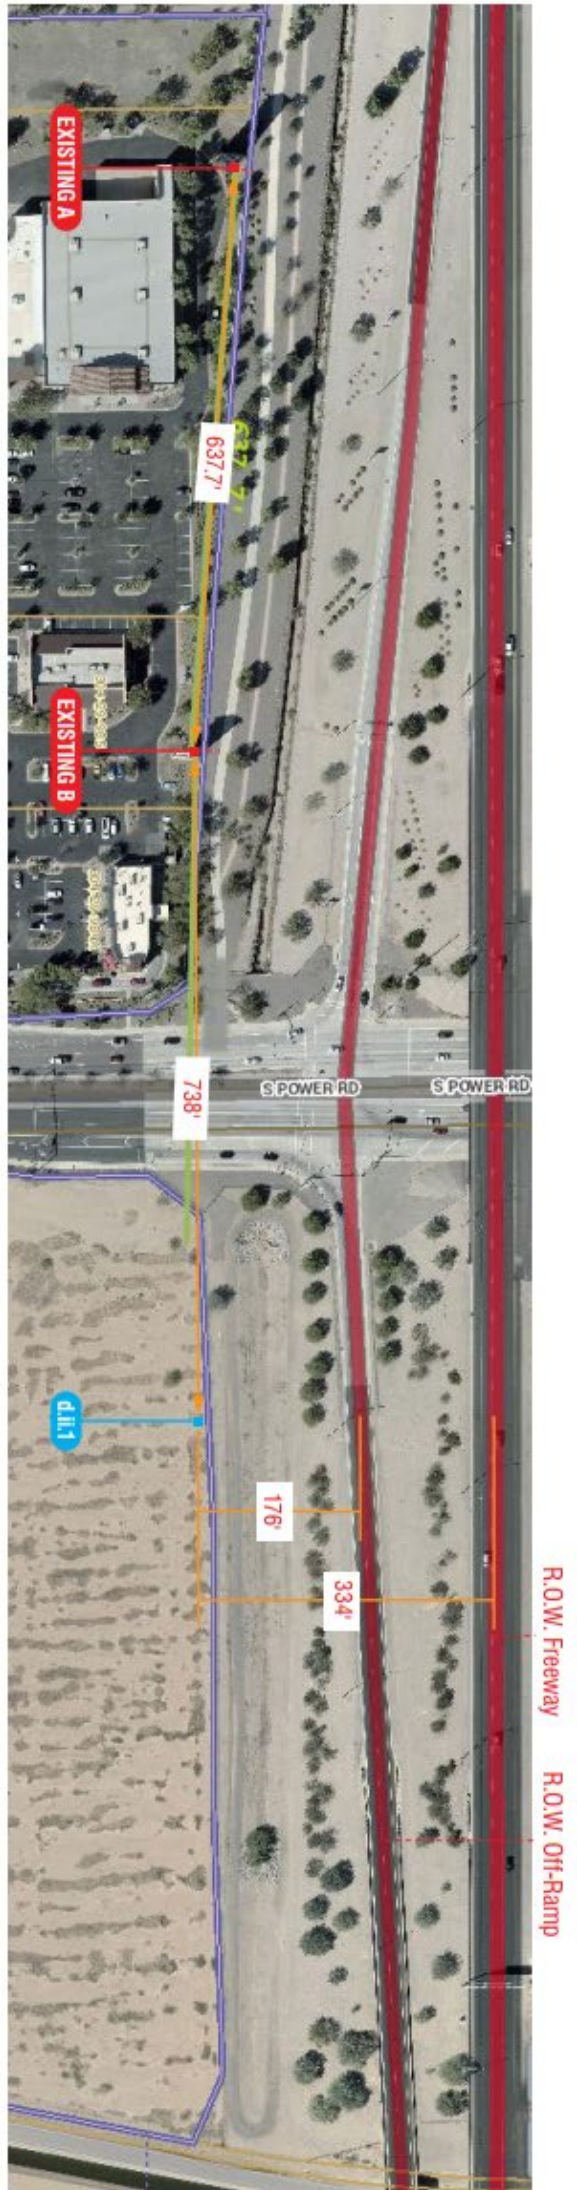 EXISTING A
637.7'
637.7'
EXISTING B
738'
S POWER RD
S POWER RD
d.ii.1
176'
334'
R.O.W. Freeway
R.O.W. Off-Ramp